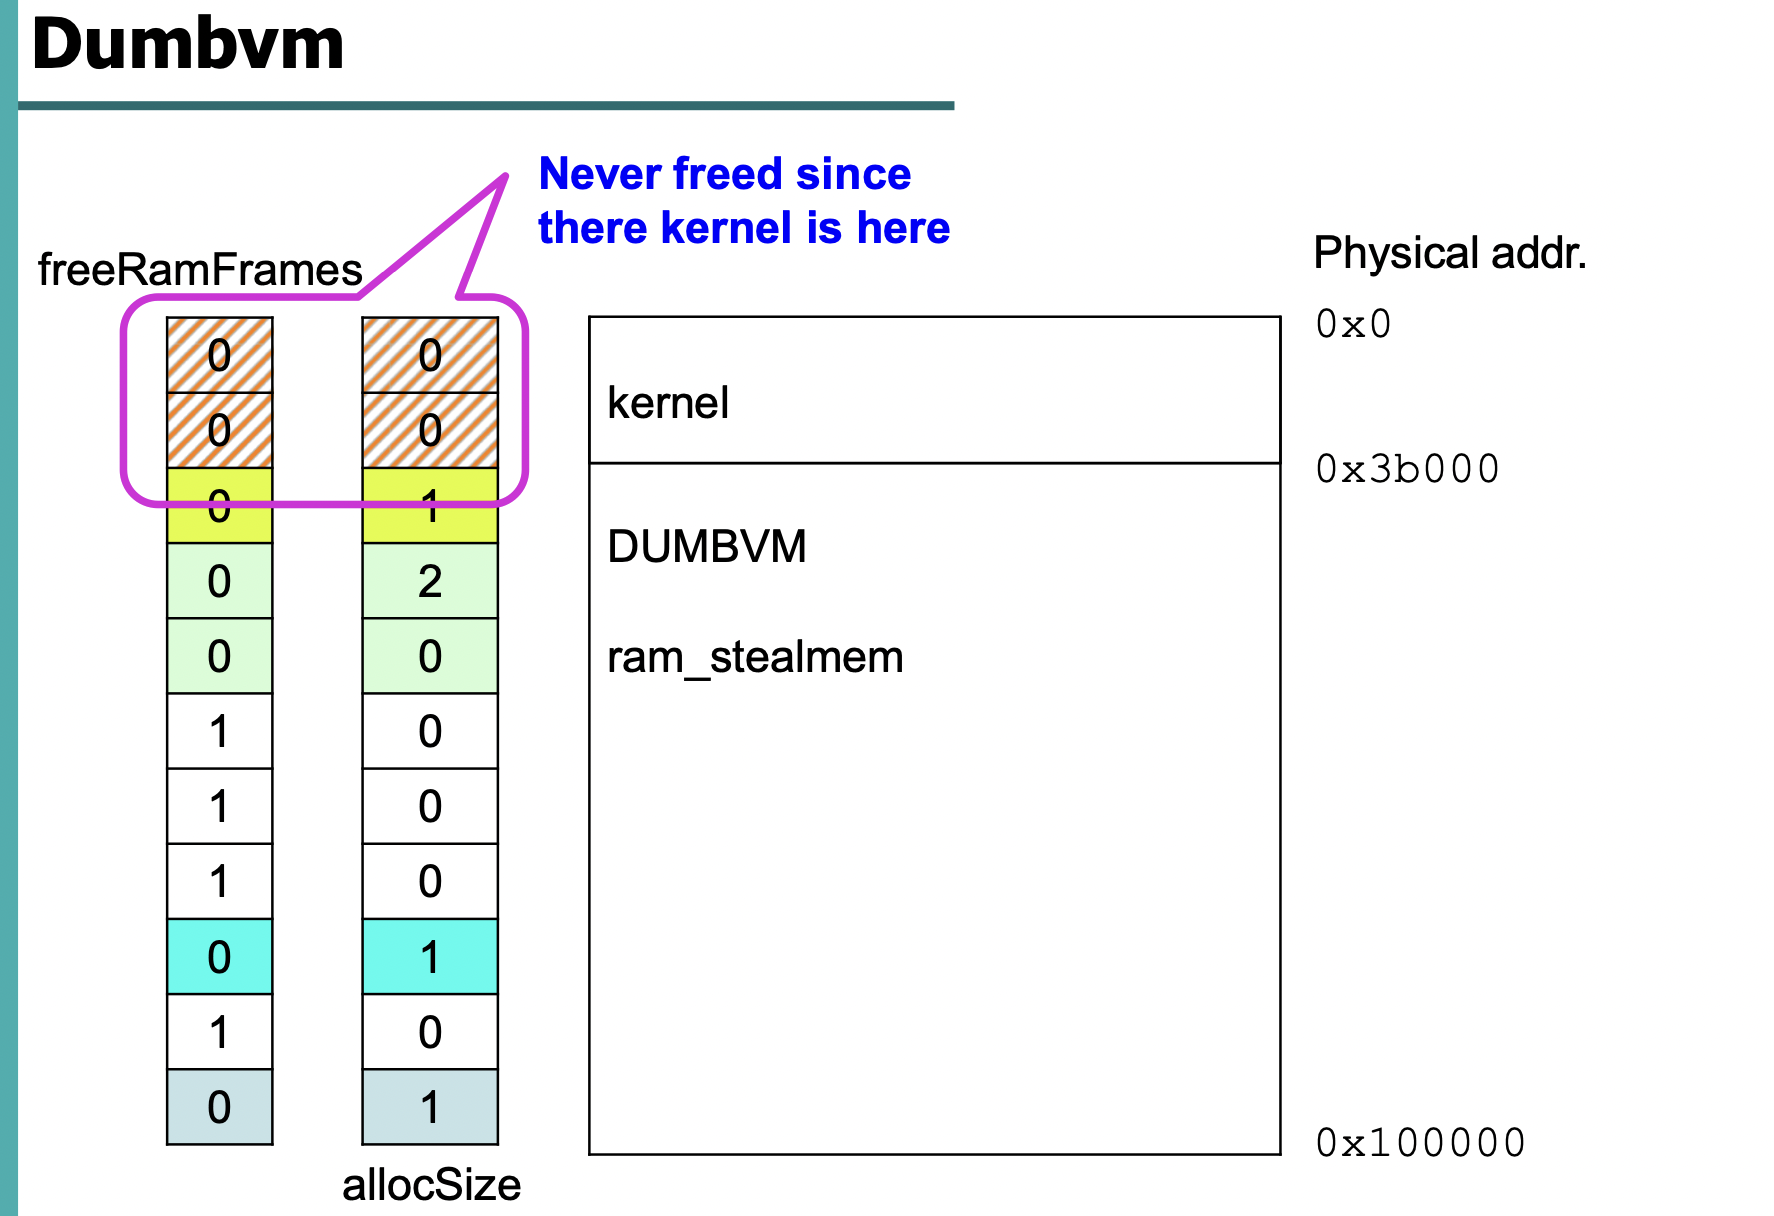 Dumbvm
Never freed since
there kernel is here
freeRamFrames
Physical addr.
0 0
0 0
0 1
0 2
0 0
1 0
1 0
1 0
0 1
1 0
0 1
allocSize
kernel
DUMBVM
ram_stealmem
0x0
0x3b000
0x100000